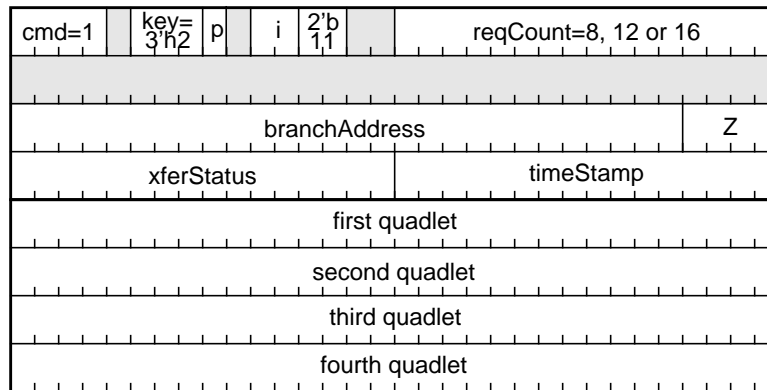 cmd=1 key=3'h2 p i 2'b11 reqCount=8, 12 or 16
branchAddress Z
xferStatus timeStamp
first quadlet
second quadlet
third quadlet
fourth quadlet